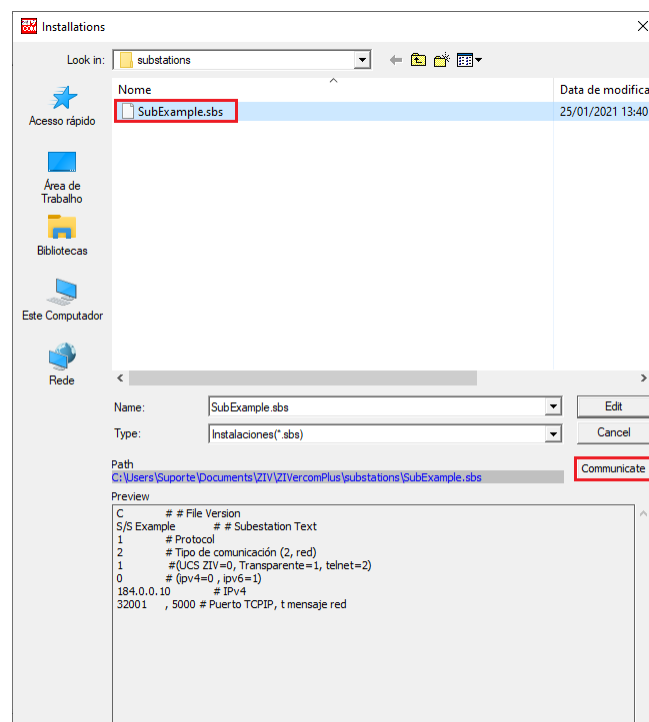 ZIV COM Installations
Look in: substations
Nome Data de modifica
SubExample.sbs 25/01/2021 13:40
Acesso rápido
Área de
Trabalho
Bibliotecas
Este Computador
Rede
Name: SubExample.sbs Edit
Type: Instalaciones(*.sbs) Cancel
Path
C:\Users\Suporte\Documents\ZIV\ZIVercomPlus\substations\SubExample.sbs
Communicate
Preview
C # # File Version
S/S Example # # Subestation Text
1 # Protocol
2 # Tipo de comunicación (2, red)
1 #(UCS ZIV=0, Transparente=1, telnet=2)
0 # (ipv4=0 , ipv6=1)
184.0.0.10 # IPv4
32001 , 5000 # Puerto TCPIP, t mensaje red